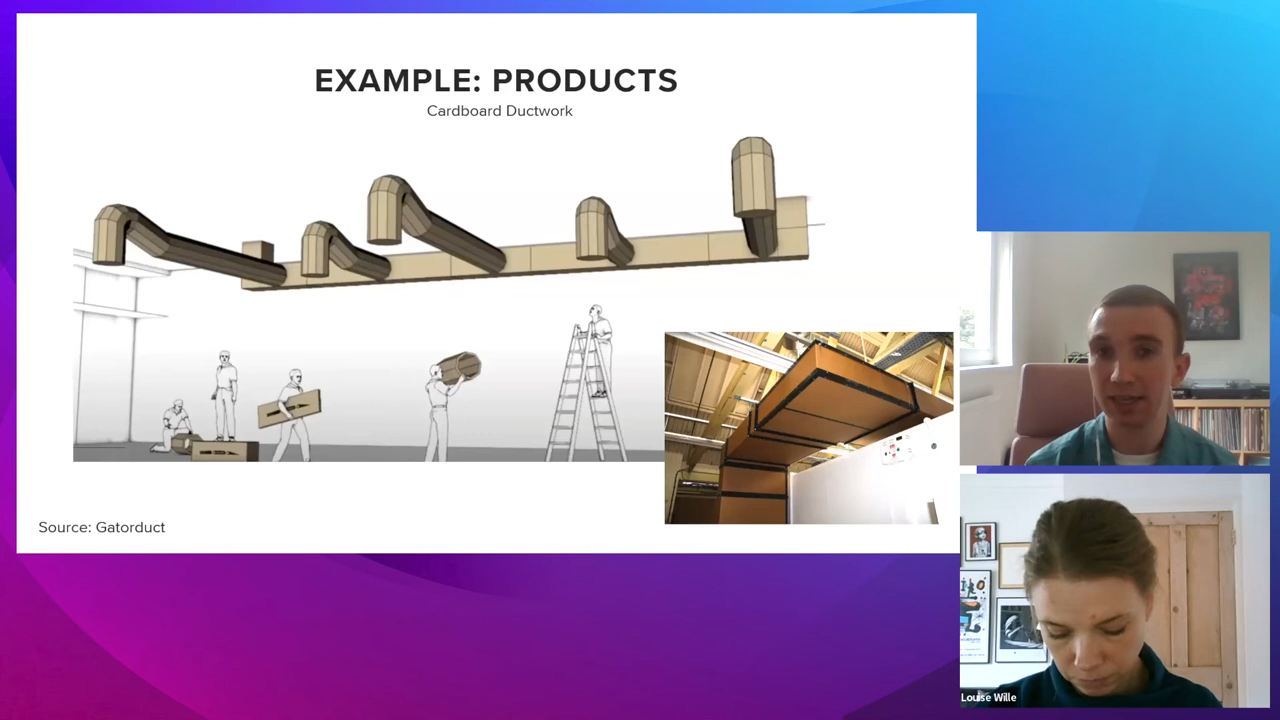 EXAMPLE: PRODUCTS
Cardboard Ductwork
Source: Gatorduct
Louise Wille